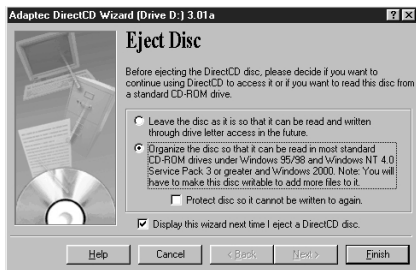 Adaptec DirectCD Wizard (Drive D:) 3.01a
Eject Disc
Before ejecting the DirectCD disc, please decide if you want to
continue using DirectCD to access it or if you want to read this disc from
a standard CD-ROM drive.
Leave the disc as it is so that it can be read and written
through drive letter access in the future.
Organize the disc so that it can be read in most standard
CD-ROM drives under Windows 95/98 and Windows NT 4.0
Service Pack 3 or greater and Windows 2000. Note: You will
have to make this disc writable to add more files to it.
Protect disc so it cannot be written to again.
Display this wizard next time I eject a DirectCD disc.
Help Cancel < Back Next > Finish